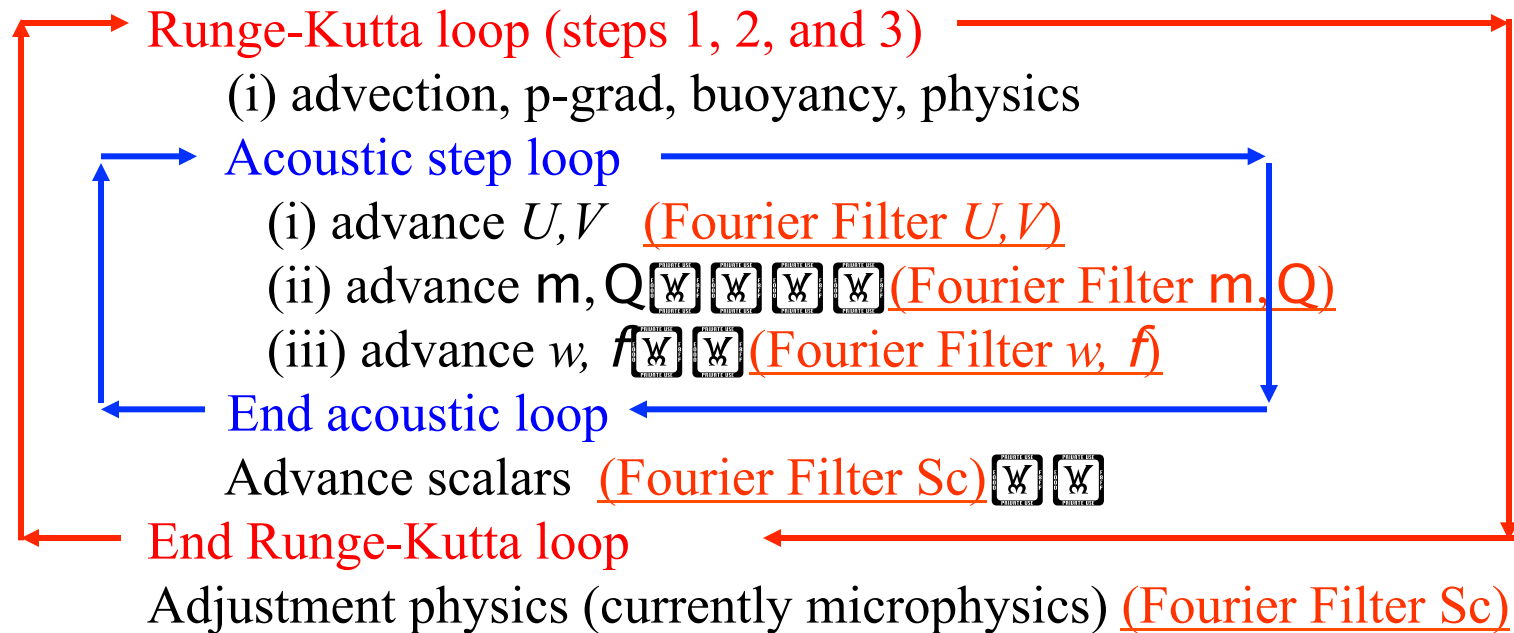 Runge-Kutta loop (steps 1, 2, and 3)
(i) advection, p-grad, buoyancy, physics
Acoustic step loop
(i) advance U,V (Fourier Filter U,V)
(ii) advance m, Q (Fourier Filter m, Q)
(iii) advance w, f (Fourier Filter w, f)
End acoustic loop
Advance scalars (Fourier Filter Sc)
End Runge-Kutta loop
Adjustment physics (currently microphysics) (Fourier Filter Sc)